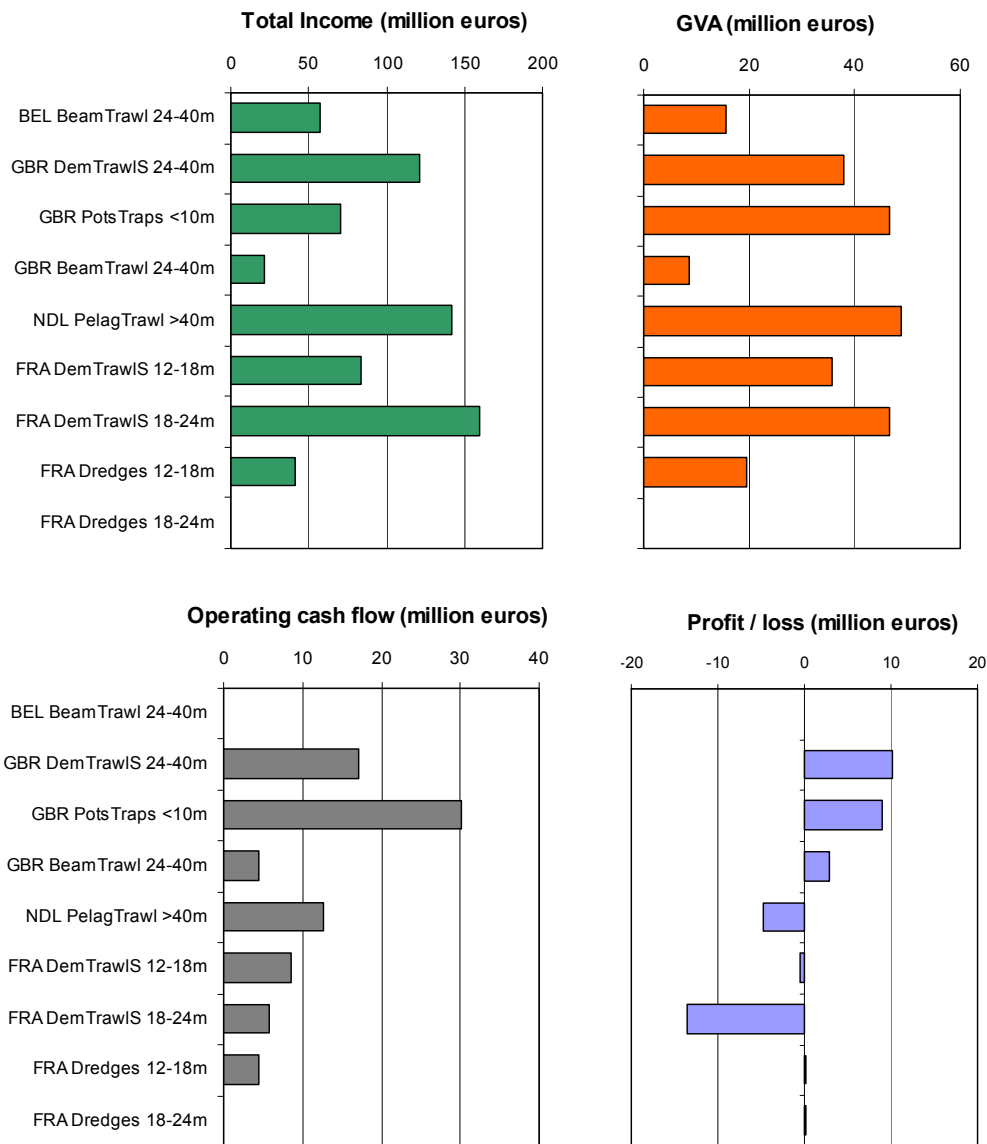 Total Income (million euros)
0 50 100 150 200
BEL BeamTrawl 24-40m
GBR DemTrawlS 24-40m
GBR PotsTraps <10m
GBR BeamTrawl 24-40m
NDL PelagTrawl >40m
FRA DemTrawlS 12-18m
FRA DemTrawlS 18-24m
FRA Dredges 12-18m
FRA Dredges 18-24m
GVA (million euros)
0 20 40 60
Operating cash flow (million euros)
0 10 20 30 40
BEL BeamTrawl 24-40m
GBR DemTrawlS 24-40m
GBR PotsTraps <10m
GBR BeamTrawl 24-40m
NDL PelagTrawl >40m
FRA DemTrawlS 12-18m
FRA DemTrawlS 18-24m
FRA Dredges 12-18m
FRA Dredges 18-24m
Profit / loss (million euros)
-20 -10 0 10 20